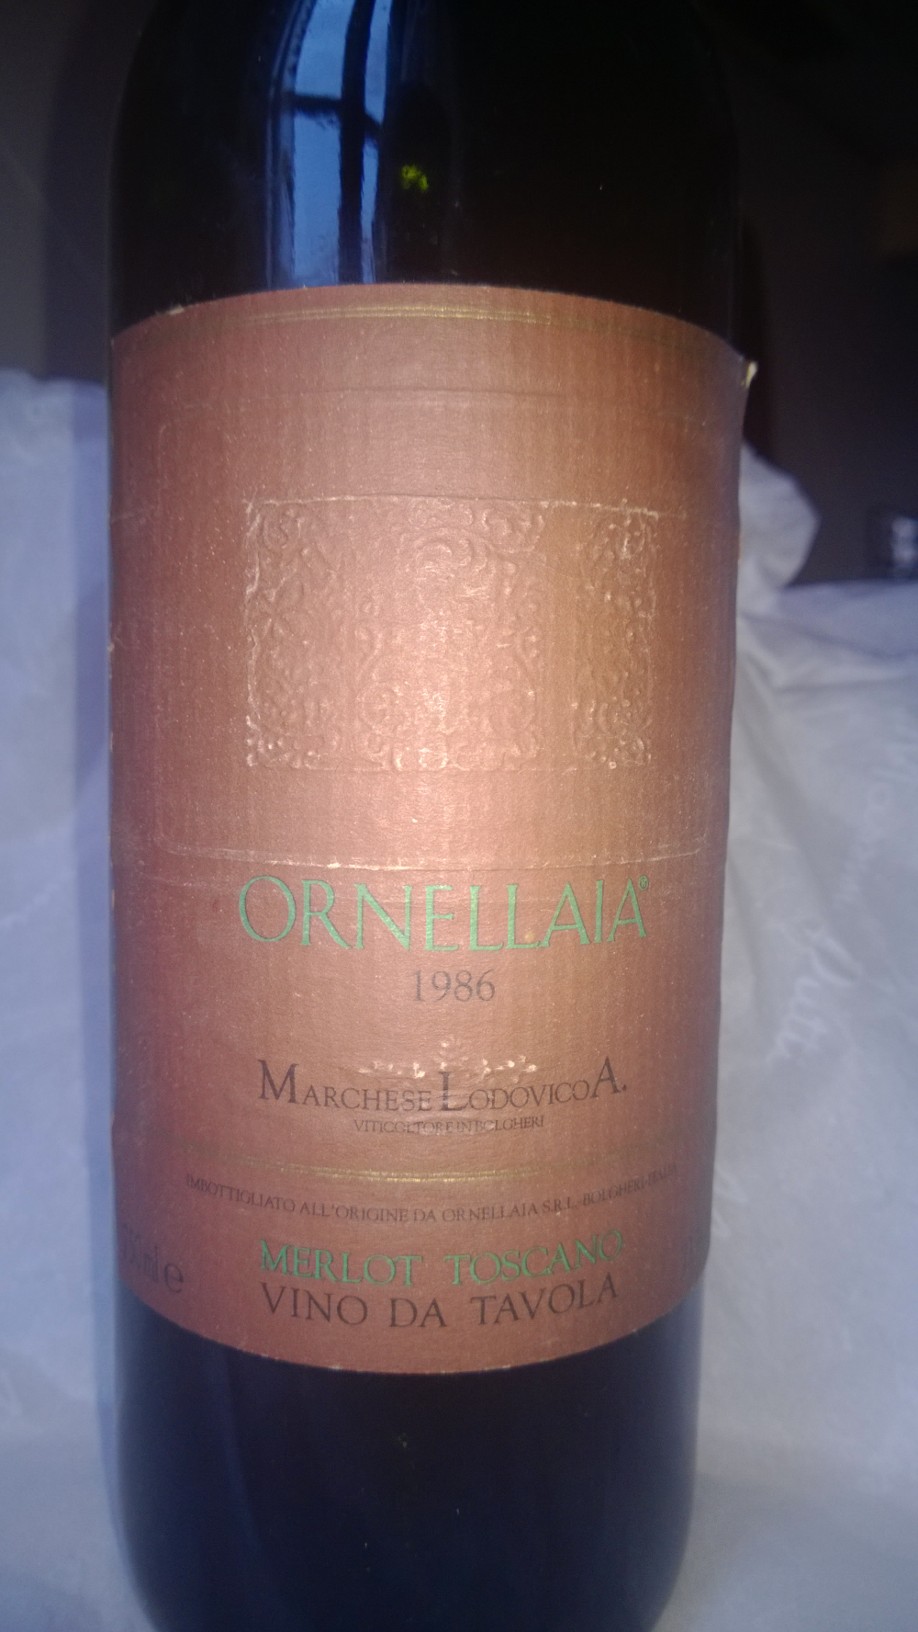 ORNELLAIA®
1986
MARCHESE LODOVICO A.
VITICOLTORE IN BOLGHERI
IMBOTTIGLIATO ALL'ORIGINE DA ORNELLAIA S.R.L. BOLGHERI-ITALIA
MERLOT TOSCANO
VINO DA TAVOLA